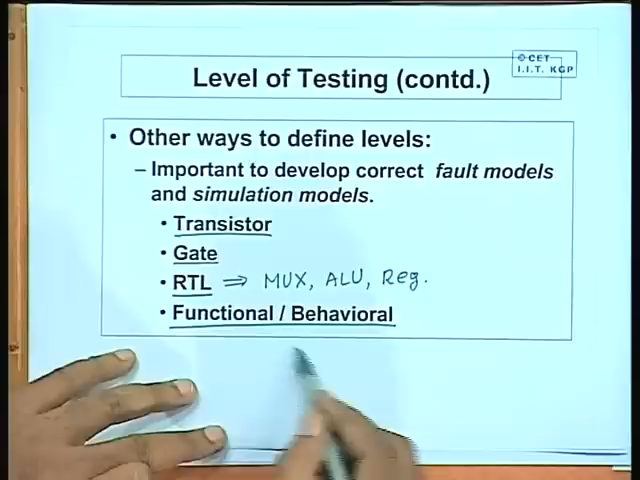 ©CET
I.I.T. KGP
Level of Testing (contd.)
• Other ways to define levels:
– Important to develop correct fault models
and simulation models.
• Transistor
• Gate
• RTL ⇒ MUX, ALU, Reg.
• Functional / Behavioral